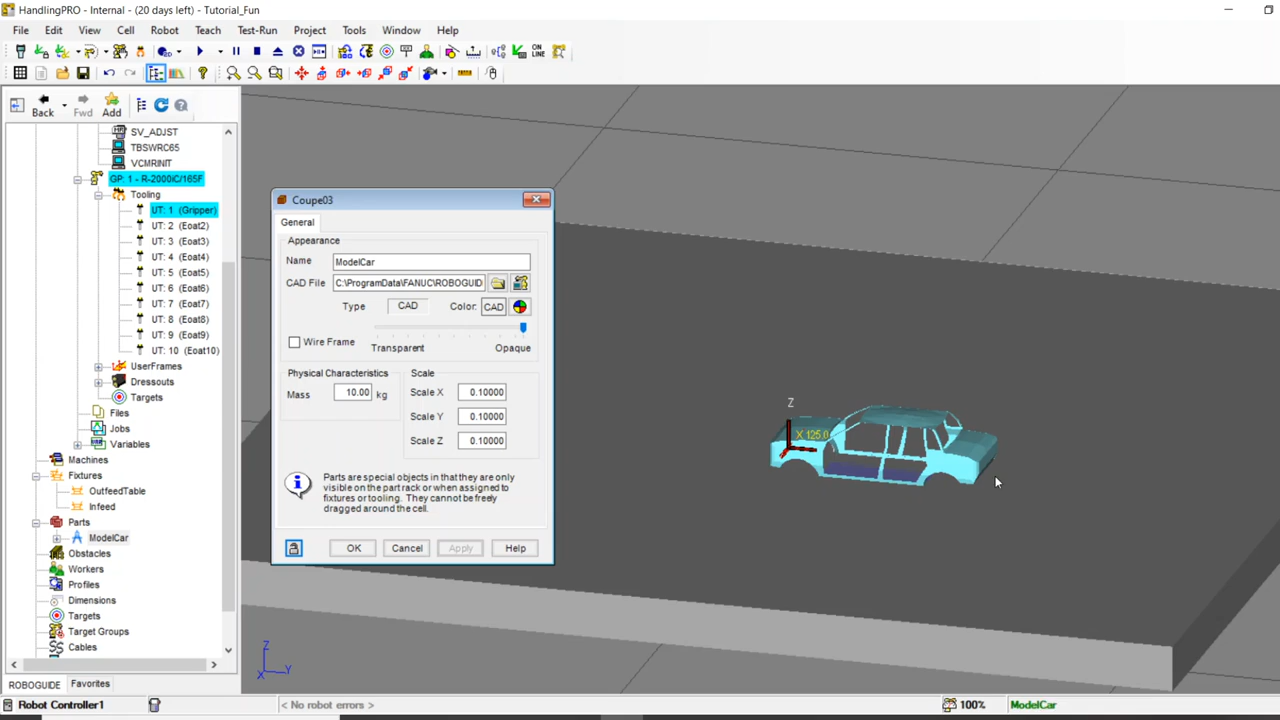 HandlingPRO - Internal - (20 days left) - Tutorial_Fun
File Edit View Cell Robot Teach Test-Run Project Tools Window Help
ON
LINE
Back Fwd Add
SV_ADJST
TBSWRC65
VCMRINIT
GP: 1 - R-2000iC/165F
Tooling
UT: 1 (Gripper)
UT: 2 (Eoat2)
UT: 3 (Eoat3)
UT: 4 (Eoat4)
UT: 5 (Eoat5)
UT: 6 (Eoat6)
UT: 7 (Eoat7)
UT: 8 (Eoat8)
UT: 9 (Eoat9)
UT: 10 (Eoat10)
UserFrames
Dressouts
Targets
Files
Jobs
Variables
Machines
Fixtures
OutfeedTable
Infeed
Parts
ModelCar
Obstacles
Workers
Profiles
Dimensions
Targets
Target Groups
Cables
ROBOGUIDE Favorites
Coupe03
General
Appearance
Name ModelCar
CAD File C:\ProgramData\FANUC\ROBOGUID
Type CAD Color: CAD
Wire Frame
Transparent Opaque
Physical Characteristics
Mass 10.00 kg
Scale
Scale X 0.10000
Scale Y 0.10000
Scale Z 0.10000
Parts are special objects in that they are only
visible on the part rack or when assigned to
fixtures or tooling. They cannot be freely
dragged around the cell.
OK Cancel Apply Help
Z
X 125.0
Z
X Y
Robot Controller1 < No robot errors > 100% ModelCar